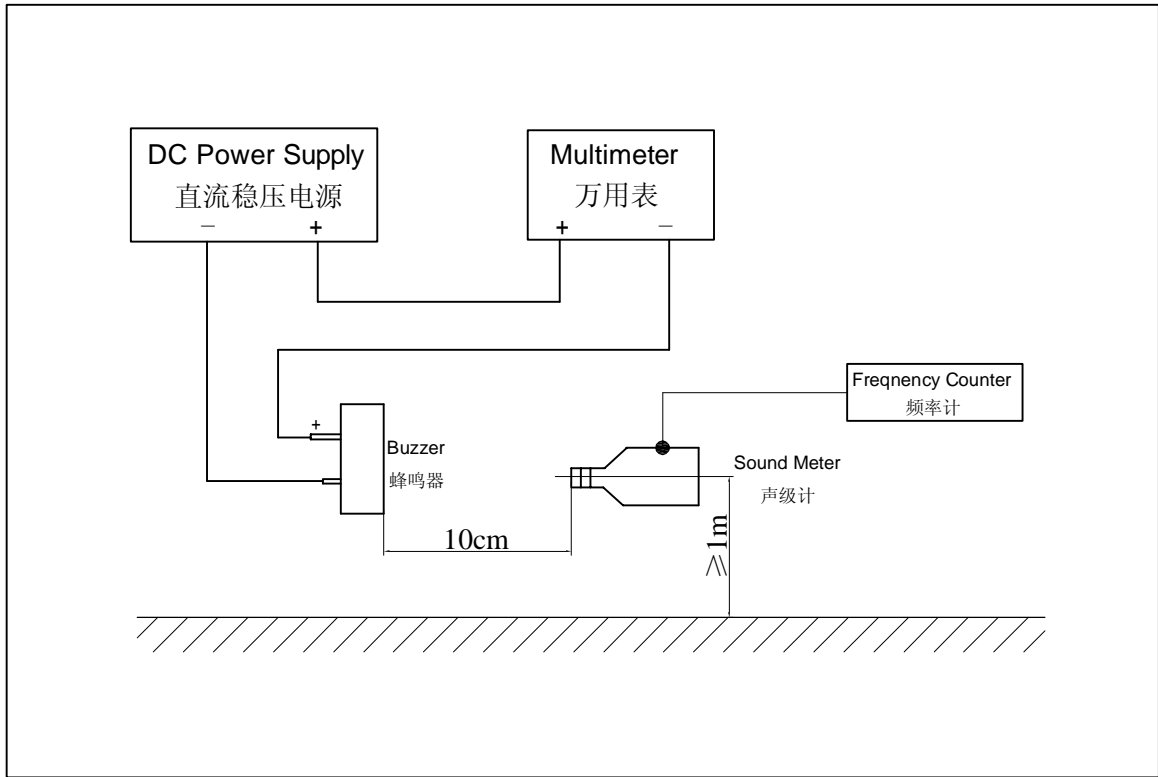 DC Power Supply
直流稳压电源
— +
Multimeter
万用表
+ —
Freqnency Counter
频率计
+
Buzzer
蜂鸣器
Sound Meter
声级计
10cm
≥1m